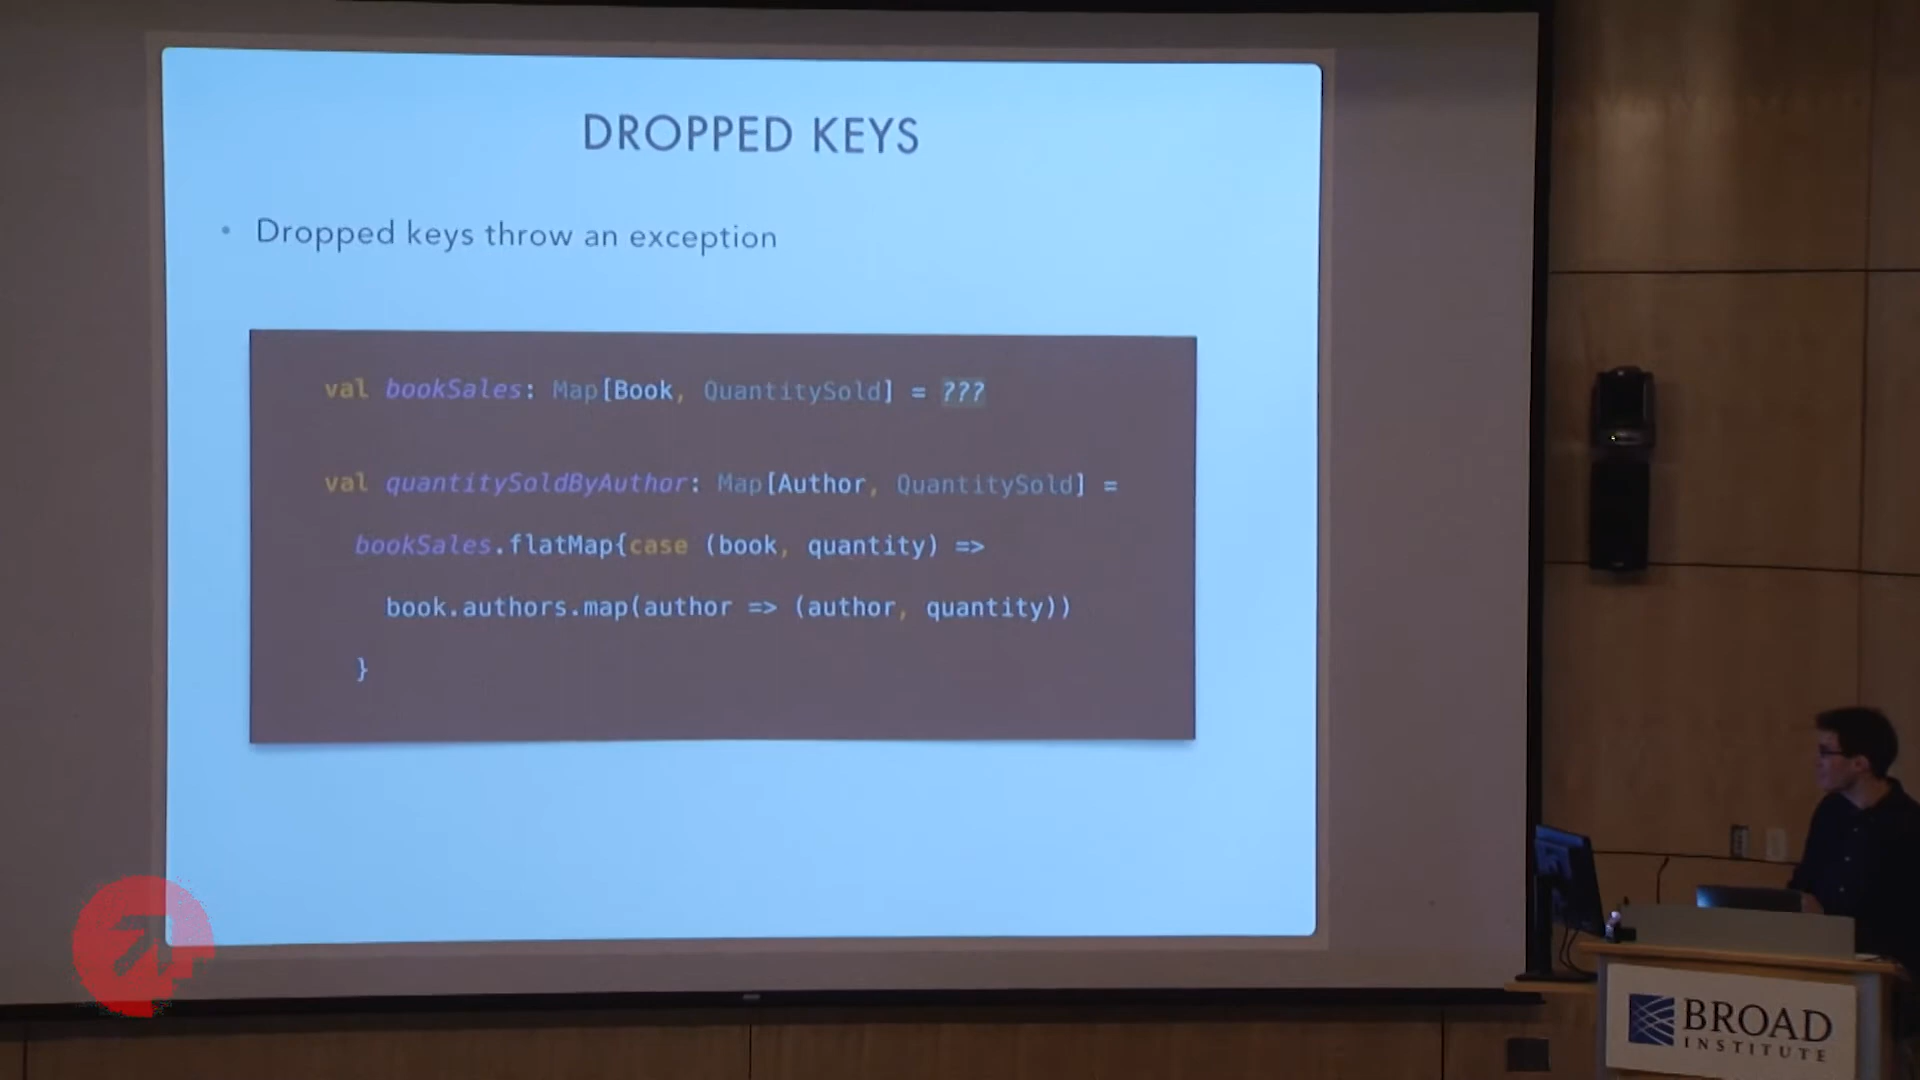 DROPPED KEYS
• Dropped keys throw an exception
val bookSales: Map[Book, QuantitySold] = ???
val quantitySoldByAuthor: Map[Author, QuantitySold] =
bookSales.flatMap{case (book, quantity) =>
book.authors.map(author => (author, quantity))
}
BROAD
INSTITUTE